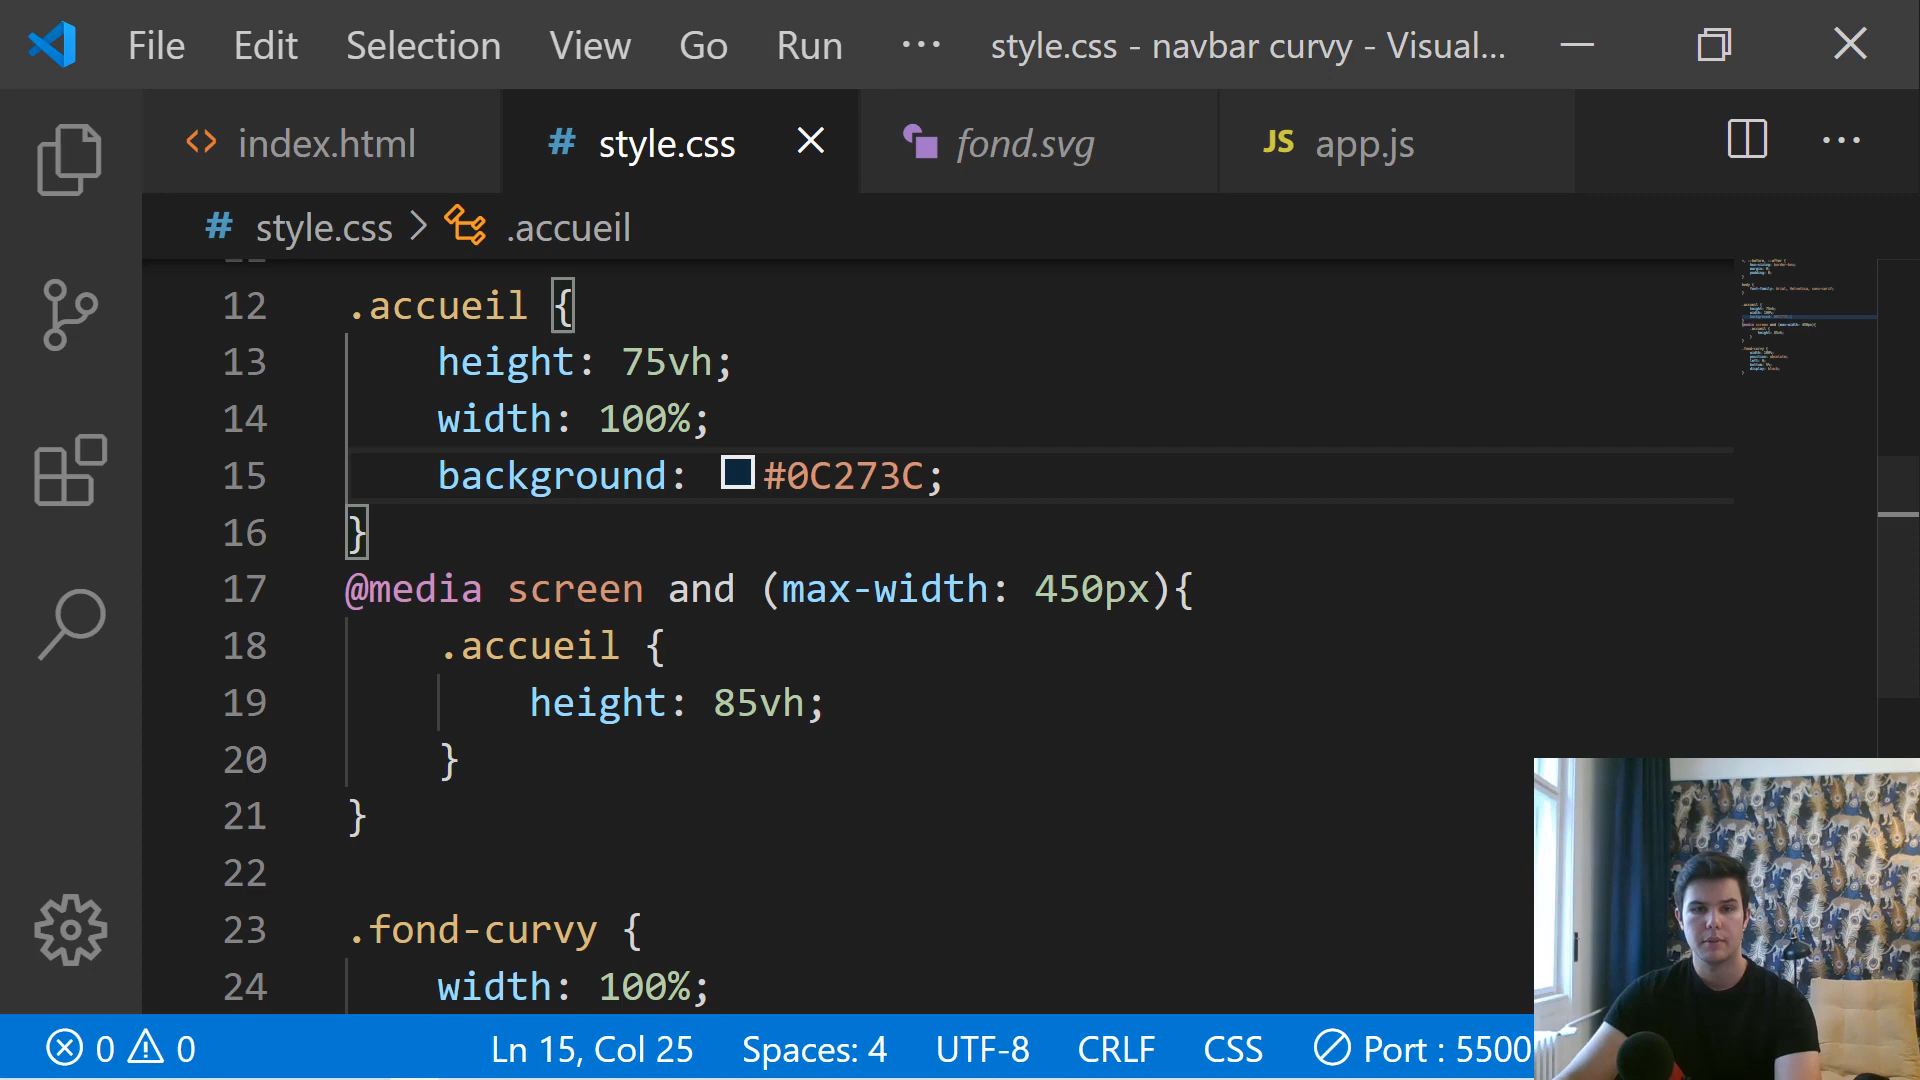 File Edit Selection View Go Run ··· style.css - navbar curvy - Visual...
<> index.html # style.css fond.svg JS app.js
# style.css > .accueil
12 .accueil {
13 height: 75vh;
14 width: 100%;
15 background: #0C273C;
16 }
17 @media screen and (max-width: 450px){
18 .accueil {
19 height: 85vh;
20 }
21 }
22
23 .fond-curvy {
24 width: 100%;
0 0 Ln 15, Col 25 Spaces: 4 UTF-8 CRLF CSS Port : 5500